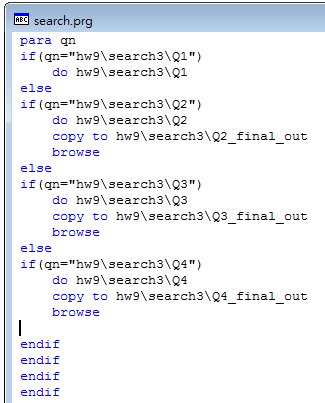 ABC search.prg
para qn
if(qn="hw9\search3\Q1")
    do hw9\search3\Q1
else
if(qn="hw9\search3\Q2")
    do hw9\search3\Q2
    copy to hw9\search3\Q2_final_out
    browse
else
if(qn="hw9\search3\Q3")
    do hw9\search3\Q3
    copy to hw9\search3\Q3_final_out
    browse
else
if(qn="hw9\search3\Q4")
    do hw9\search3\Q4
    copy to hw9\search3\Q4_final_out
    browse
endif
endif
endif
endif